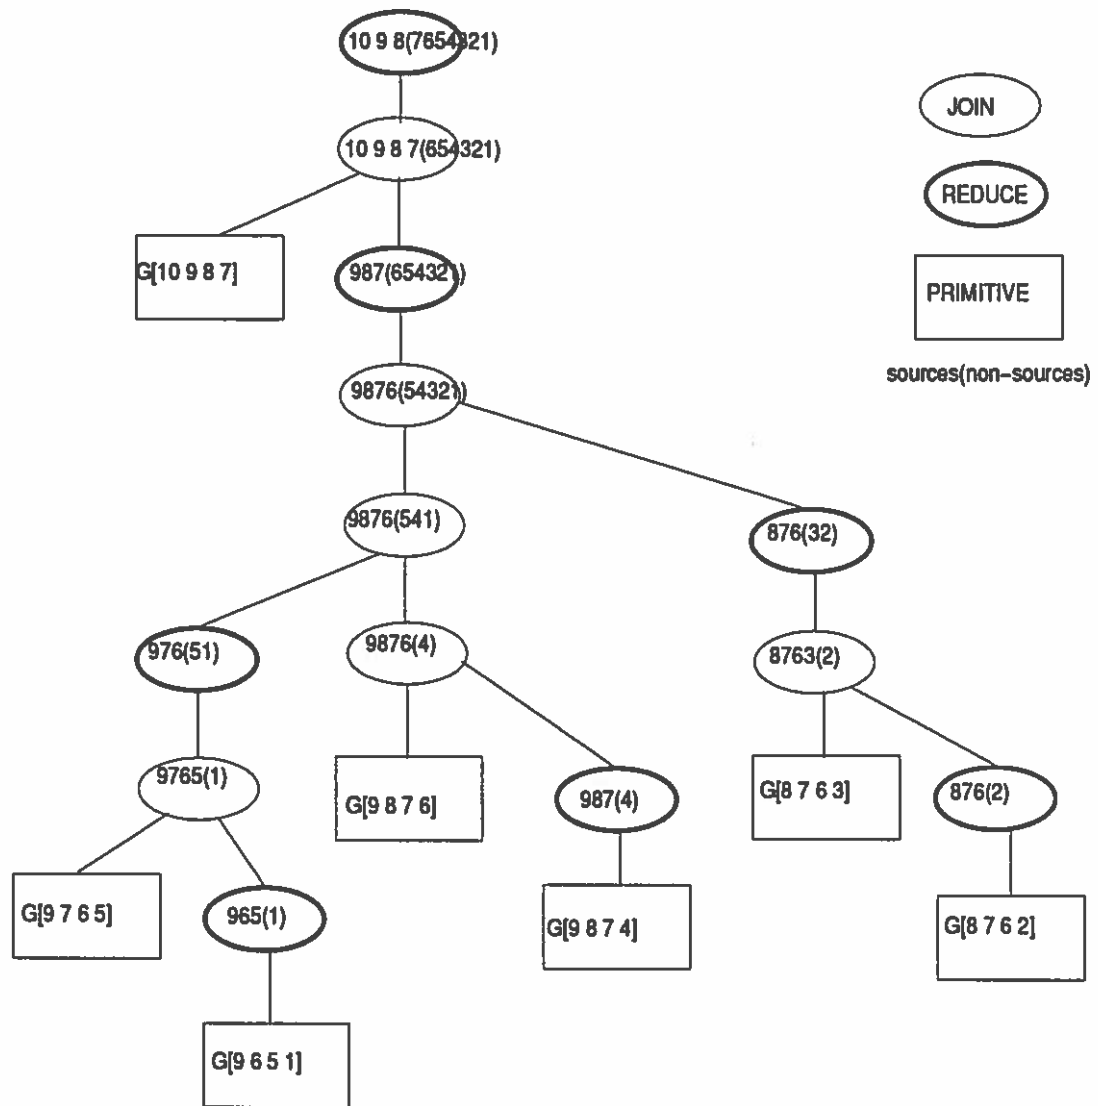 10 9 8(7654321)
JOIN
10 9 8 7(654321)
REDUCE
G[10 9 8 7]
987(654321)
PRIMITIVE
sources(non-sources)
9876(54321)
9876(541)
876(32)
976(51)
9876(4)
8763(2)
9765(1)
G[9 8 7 6]
987(4)
G[8 7 6 3]
876(2)
G[9 7 6 5]
965(1)
G[9 8 7 4]
G[8 7 6 2]
G[9 6 5 1]